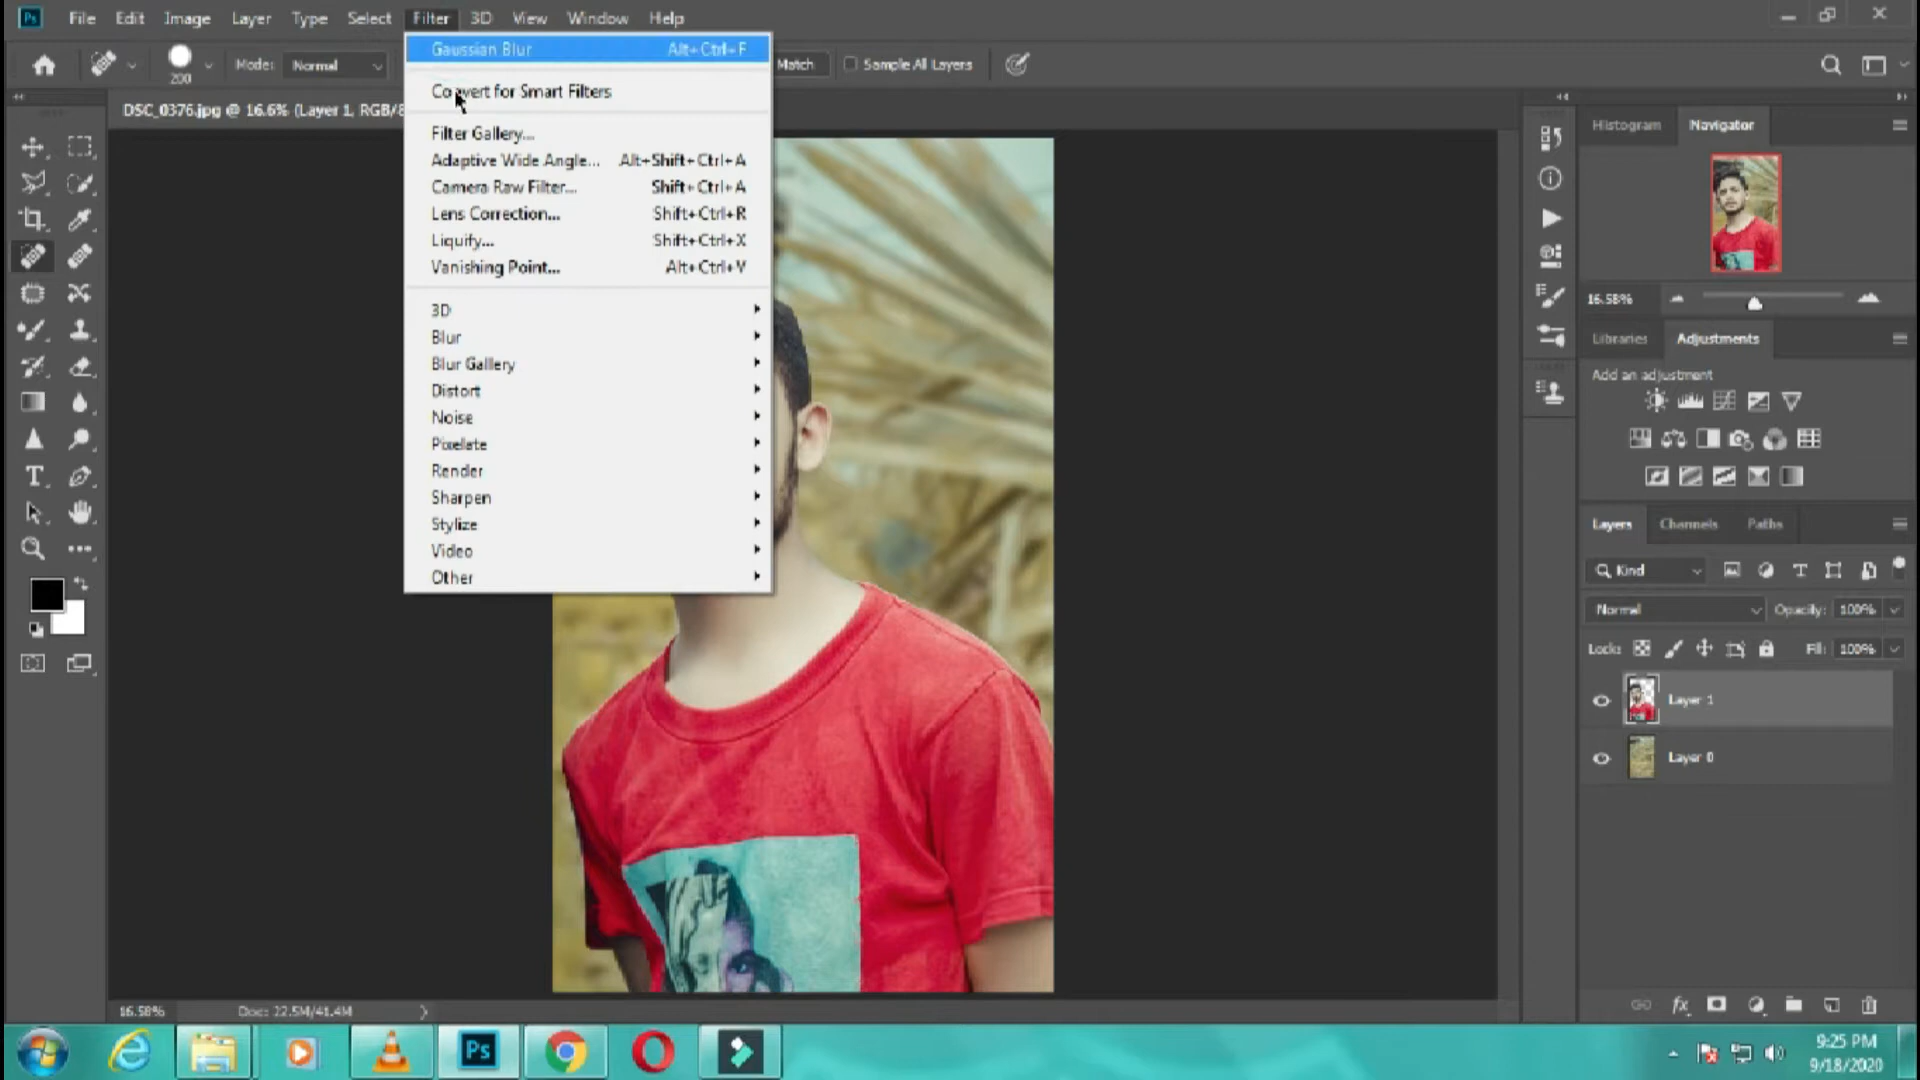 Ps File Edit Image Layer Type Select Filter 3D View Window Help
200 Mode: Normal Match Sample All Layers
DSC_0376.jpg @ 16.6% (Layer 1, RGB/8
Gaussian Blur Alt+Ctrl+F
Convert for Smart Filters
Filter Gallery...
Adaptive Wide Angle... Alt+Shift+Ctrl+A
Camera Raw Filter... Shift+Ctrl+A
Lens Correction... Shift+Ctrl+R
Liquify... Shift+Ctrl+X
Vanishing Point... Alt+Ctrl+V
3D
Blur
Blur Gallery
Distort
Noise
Pixelate
Render
Sharpen
Stylize
Video
Other
Histogram Navigator
16.58%
Libraries Adjustments
Add an adjustment
Layers Channels Paths
Kind
Normal Opacity: 100%
Lock: Fill: 100%
Layer 1
Layer 0
16.58% Doc: 22.5M/41.4M
Ps
9:25 PM
9/18/2020